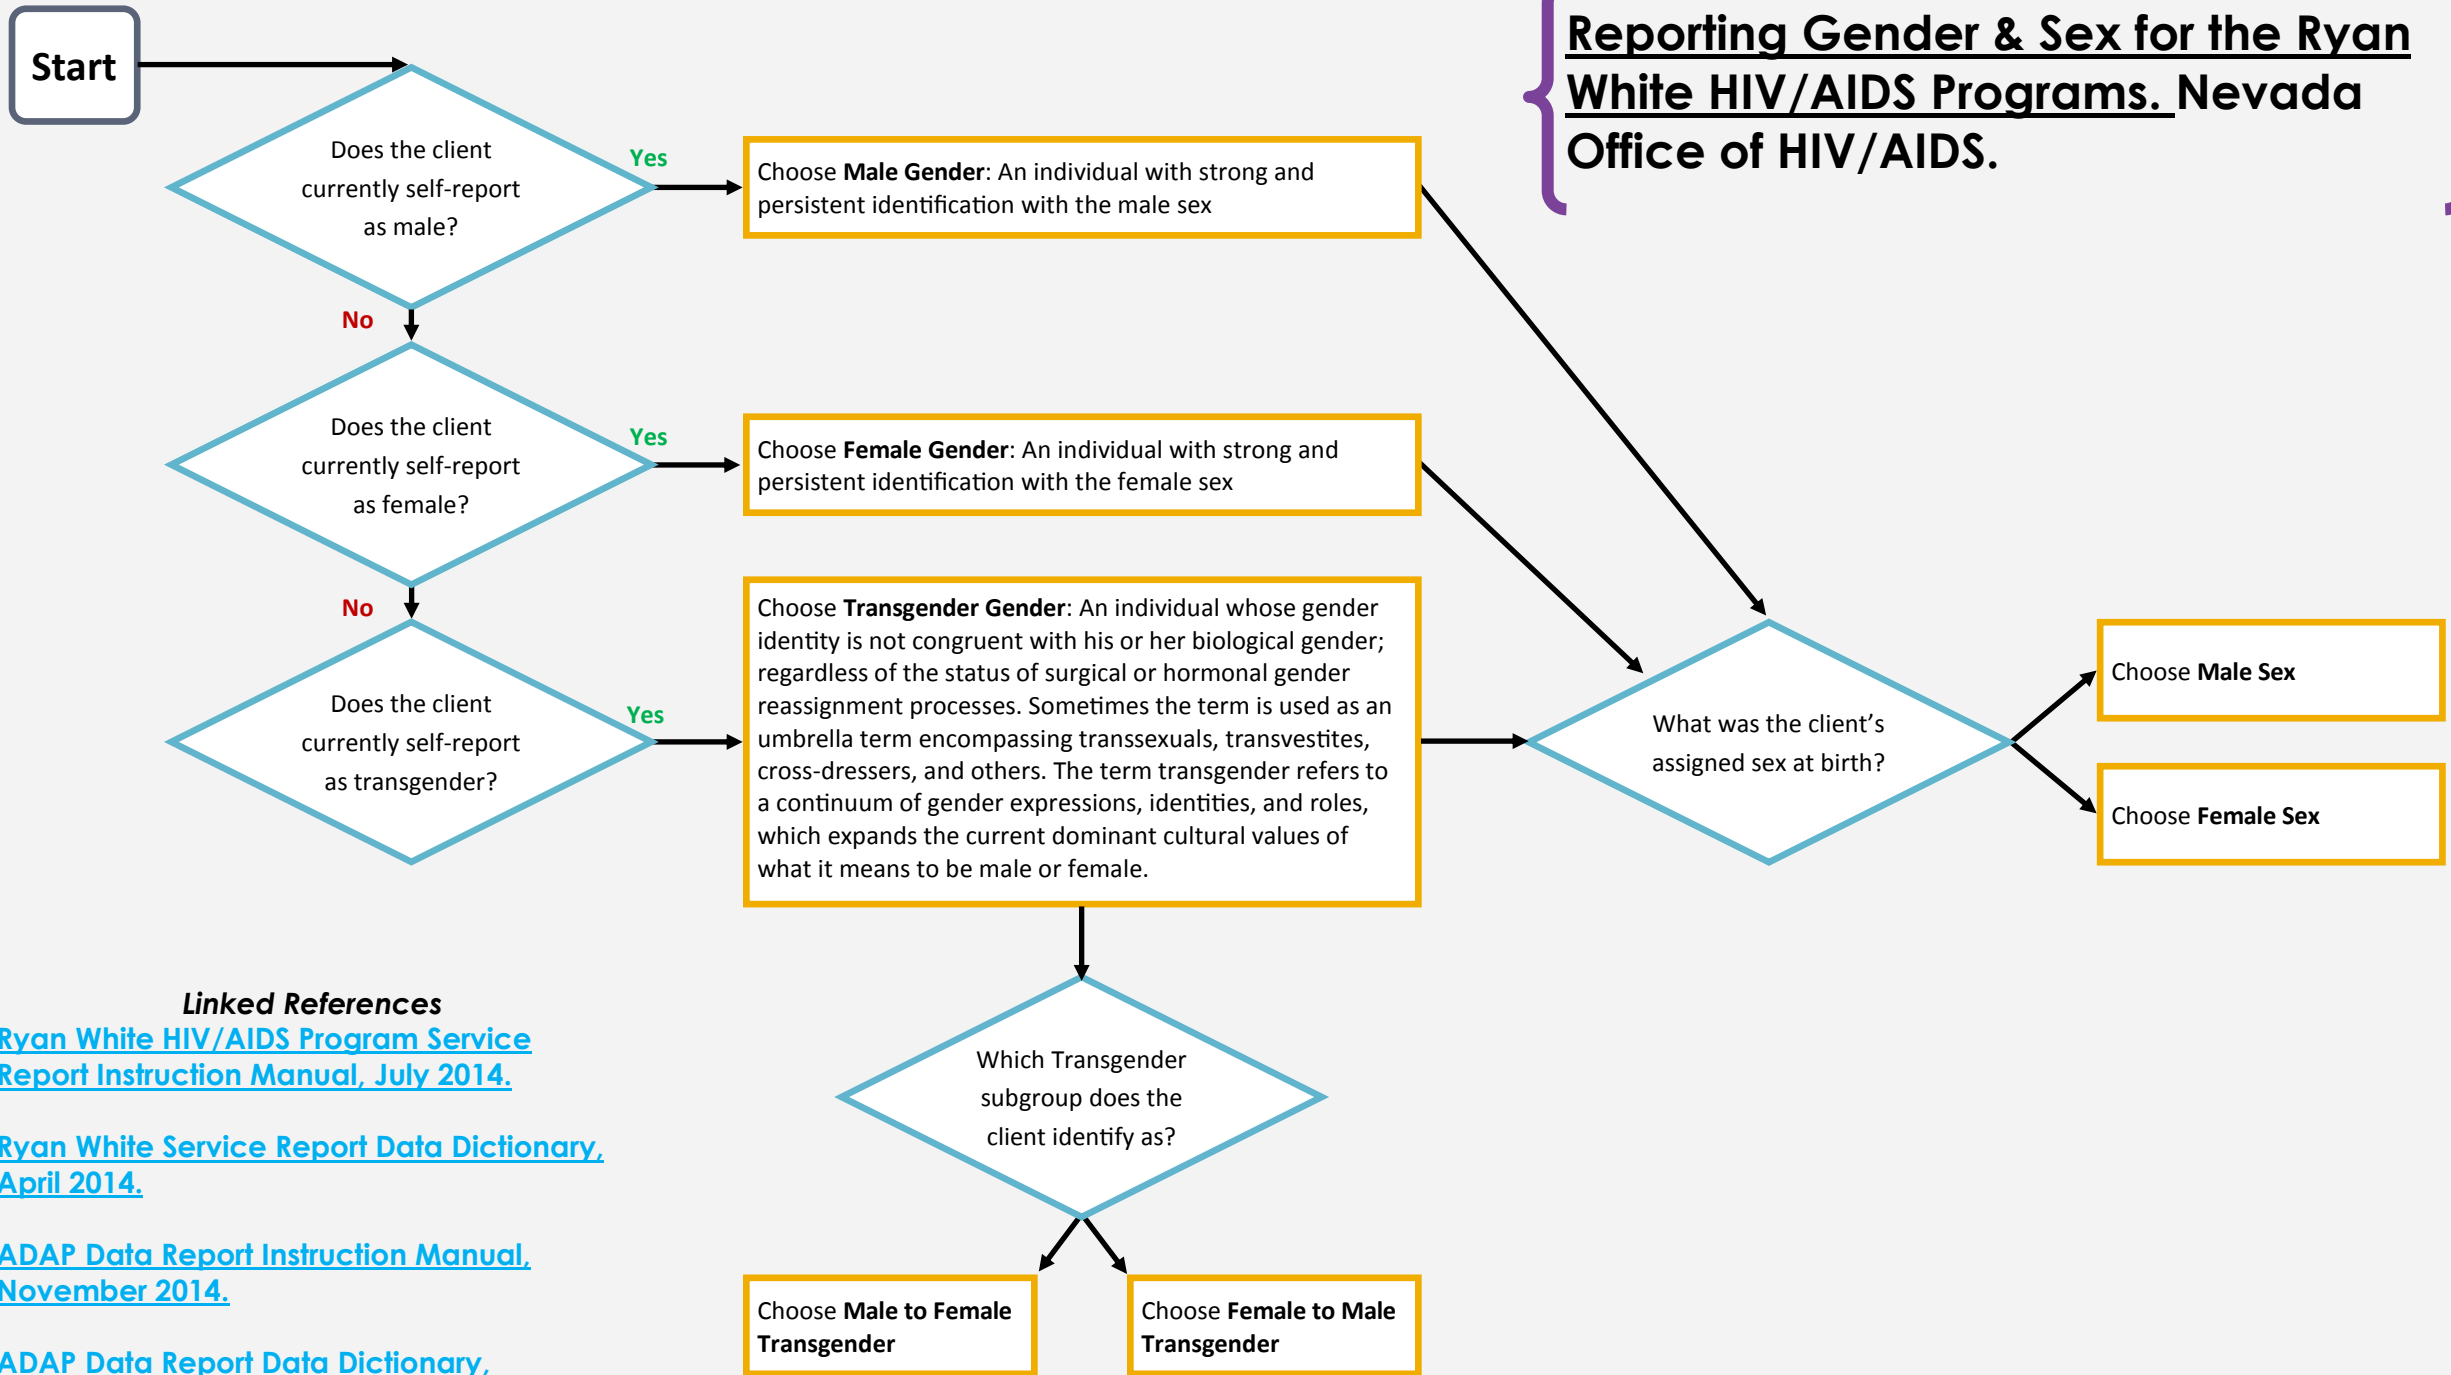 Start
Reporting Gender & Sex for the Ryan
White HIV/AIDS Programs. Nevada
Office of HIV/AIDS.
Does the client
currently self-report
as male?
Yes
Choose Male Gender: An individual with strong and
persistent identification with the male sex
No
Does the client
currently self-report
as female?
Yes
Choose Female Gender: An individual with strong and
persistent identification with the female sex
No
Does the client
currently self-report
as transgender?
Yes
Choose Transgender Gender: An individual whose gender
identity is not congruent with his or her biological gender;
regardless of the status of surgical or hormonal gender
reassignment processes. Sometimes the term is used as an
umbrella term encompassing transsexuals, transvestites,
cross-dressers, and others. The term transgender refers to
a continuum of gender expressions, identities, and roles,
which expands the current dominant cultural values of
what it means to be male or female.
What was the client’s
assigned sex at birth?
Choose Male Sex
Choose Female Sex
Which Transgender
subgroup does the
client identify as?
Choose Male to Female
Transgender
Choose Female to Male
Transgender
Linked References
Ryan White HIV/AIDS Program Service
Report Instruction Manual, July 2014.
Ryan White Service Report Data Dictionary,
April 2014.
ADAP Data Report Instruction Manual,
November 2014.
ADAP Data Report Data Dictionary,